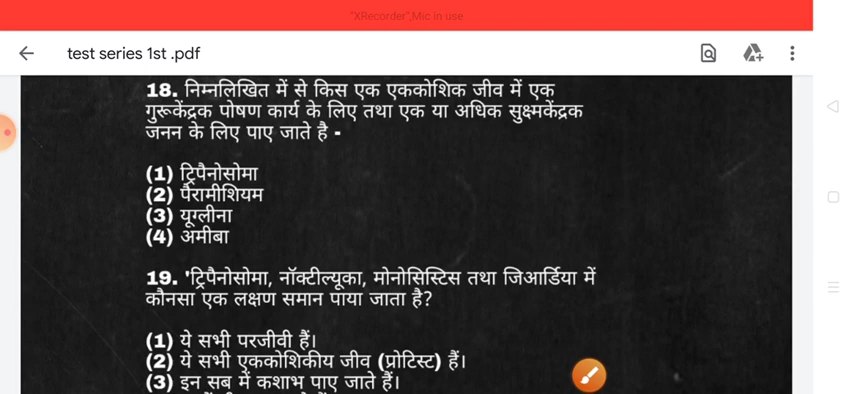 "XRecorder",Mic in use
test series 1st .pdf
18. निम्नलिखित में से किस एक एककोशिक जीव में एक
गुरूकेंद्रक पोषण कार्य के लिए तथा एक या अधिक सुक्ष्मकेंद्रक
जनन के लिए पाए जाते है -
(1) ट्रिपैनोसोमा
(2) पैरामीशियम
(3) यूग्लीना
(4) अमीबा
19. 'ट्रिपैनोसोमा, नॉक्टील्यूका, मोनोसिस्टिस तथा जिआर्डिया में
कौनसा एक लक्षण समान पाया जाता है?
(1) ये सभी परजीवी हैं।
(2) ये सभी एककोशिकीय जीव (प्रोटिस्ट) हैं।
(3) इन सब में कशाभ पाए जाते हैं।